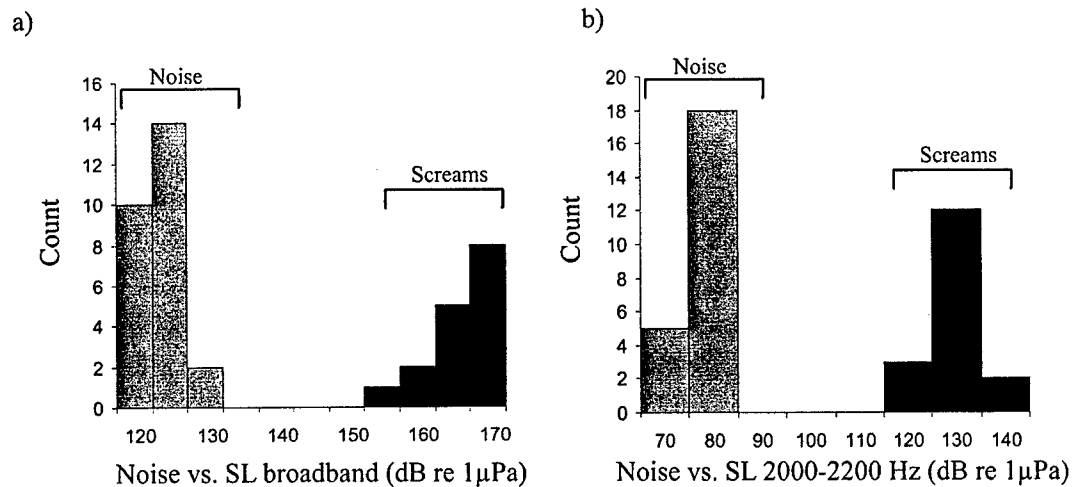 a)
Noise
Screams
16
14
12
10
8
6
4
2
0
Count
120 130 140 150 160 170
Noise vs. SL broadband (dB re 1µPa)
b)
Noise
Screams
20
18
16
14
12
10
8
6
4
2
0
Count
70 80 90 100 110 120 130 140
Noise vs. SL 2000-2200 Hz (dB re 1µPa)